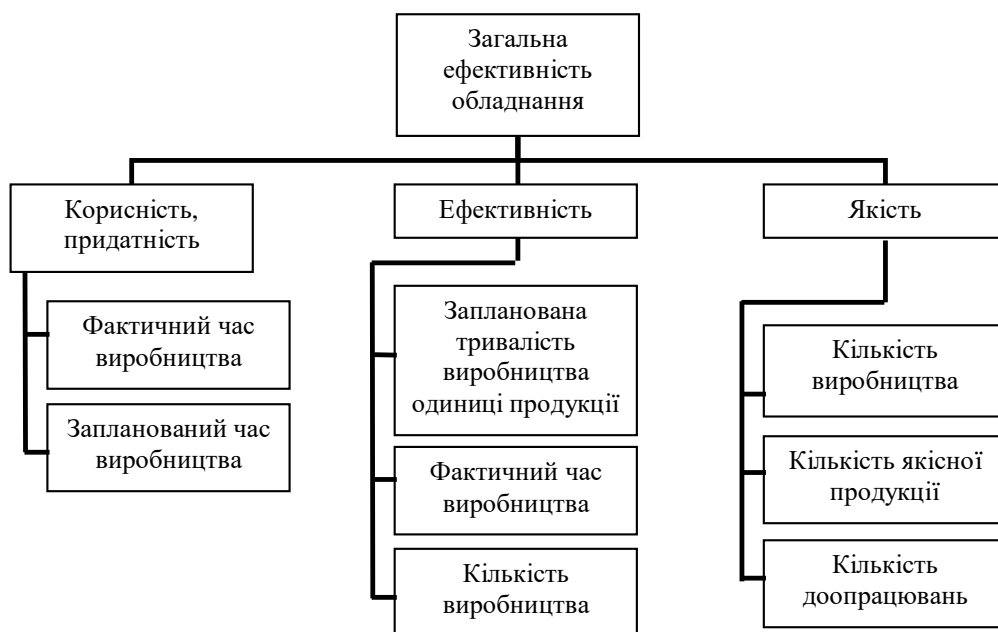 Загальна
ефективність
обладнання
Корисність,
придатність
Фактичний час
виробництва
Запланований час
виробництва
Ефективність
Запланована
тривалість
виробництва
одиниці продукції
Фактичний час
виробництва
Кількість
виробництва
Якість
Кількість
виробництва
Кількість якісної
продукції
Кількість
доопрацювань